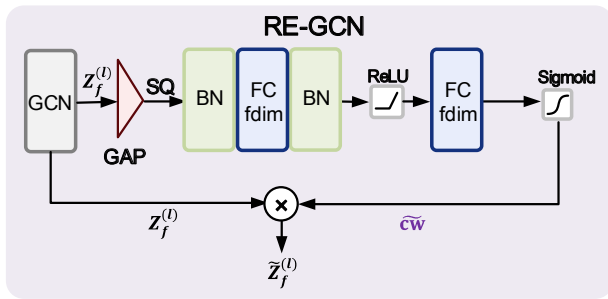 RE-GCN
GCN
Z_f^{(l)}
GAP
SQ
BN
FC
fdim
BN
ReLU
FC
fdim
Sigmoid
Z_f^{(l)}
×
c͠w
Z̃_f^{(l)}